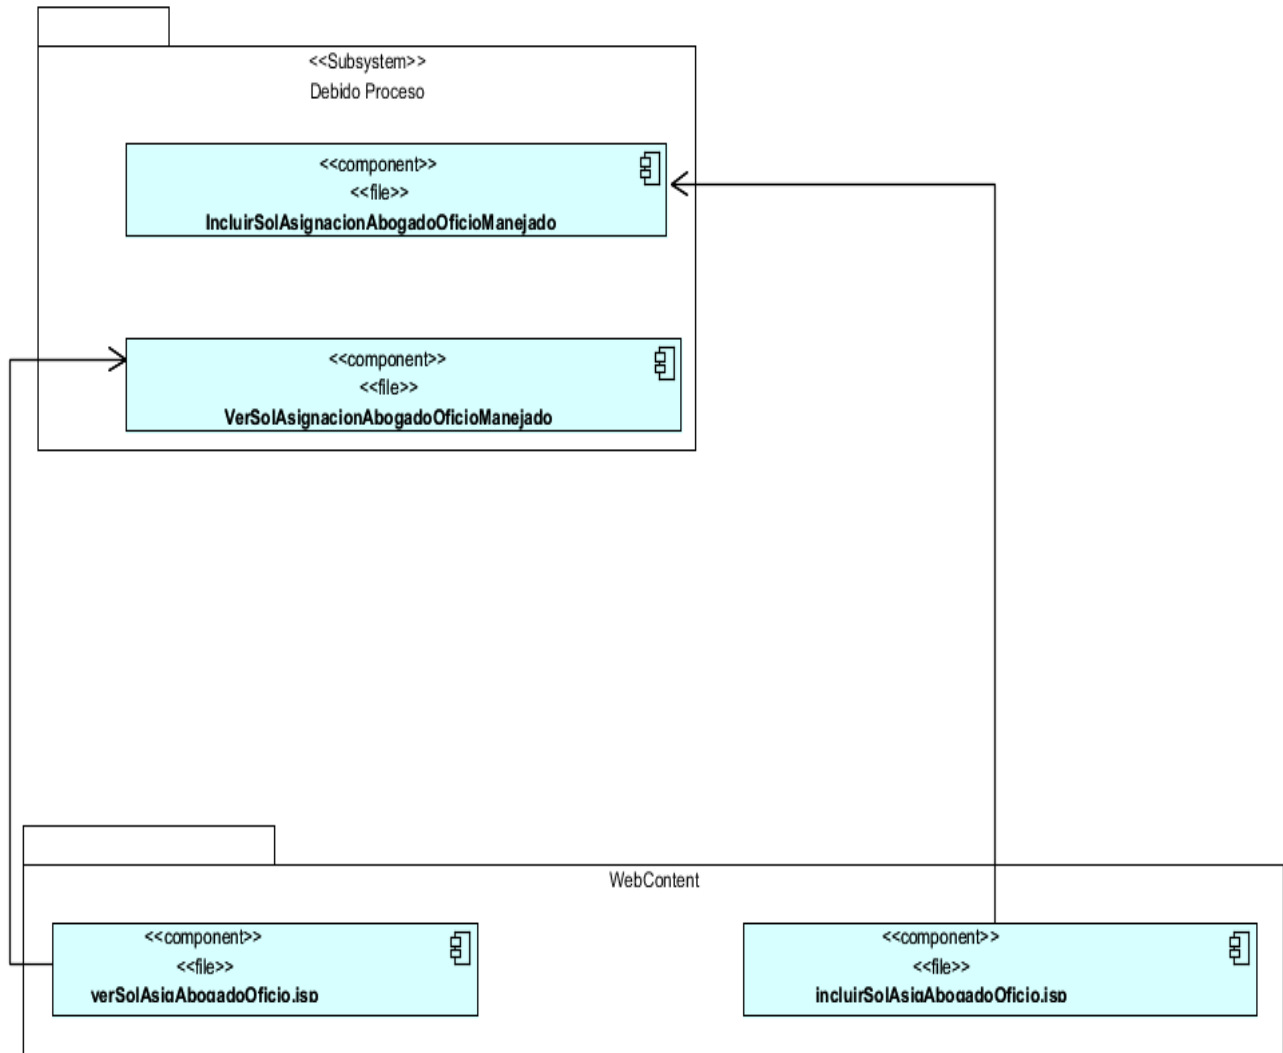 <<Subsystem>>
Debido Proceso
<<component>>
<<file>>
IncluirSolAsignacionAbogadoOficioManejado
<<component>>
<<file>>
VerSolAsignacionAbogadoOficioManejado
WebContent
<<component>>
<<file>>
verSolAsigAbogadoOficio.jsp
<<component>>
<<file>>
incluirSolAsigAbogadoOficio.jsp